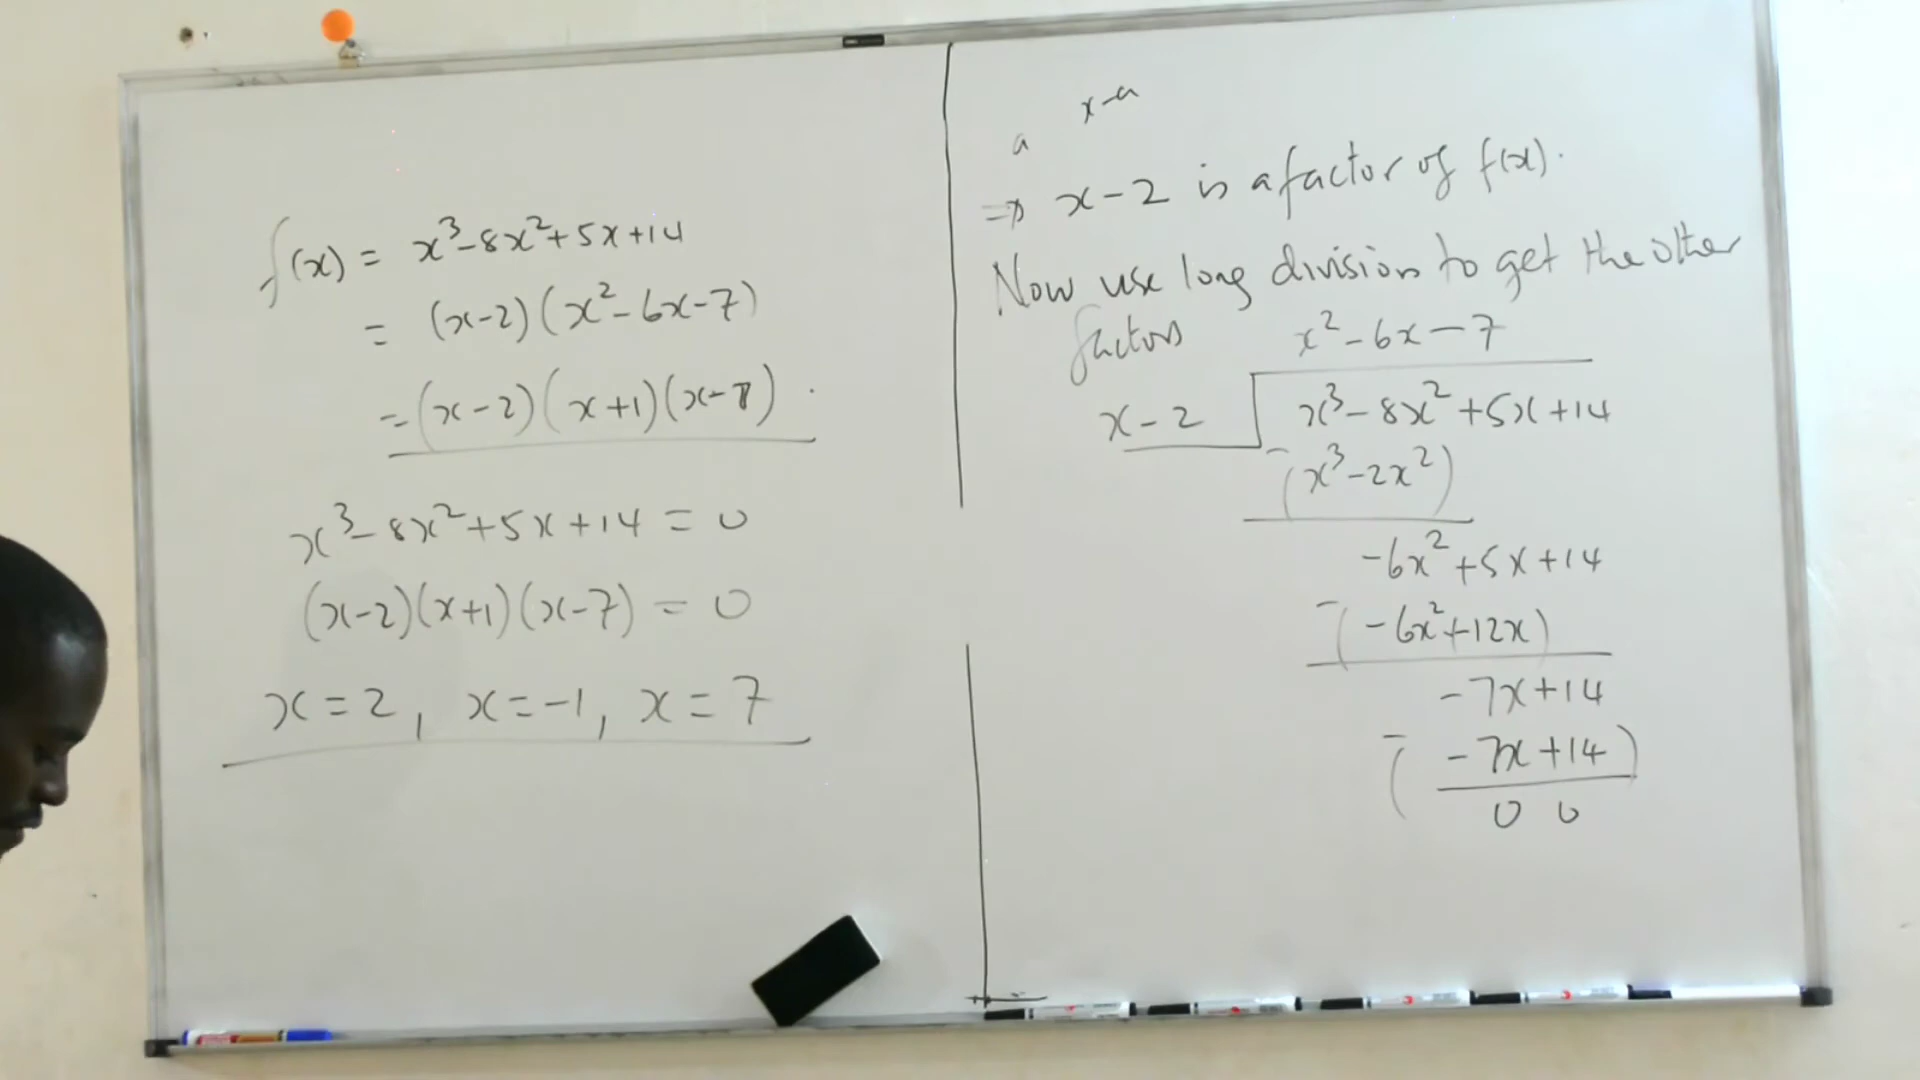 f(x) = x³-8x²+5x+14
= (x-2)(x²-6x-7)
= (x-2)(x+1)(x-7).
x³-8x²+5x+14 = 0
(x-2)(x+1)(x-7) = 0
x=2, x=-1, x=7
x-a
a
⇒ x-2 is a factor of f(x).
Now use long division to get the other
factors
x²-6x-7
x-2 x³-8x²+5x+14
-(x³-2x²)
-6x²+5x+14
-(-6x²+12x)
-7x+14
-(-7x+14)
0 0